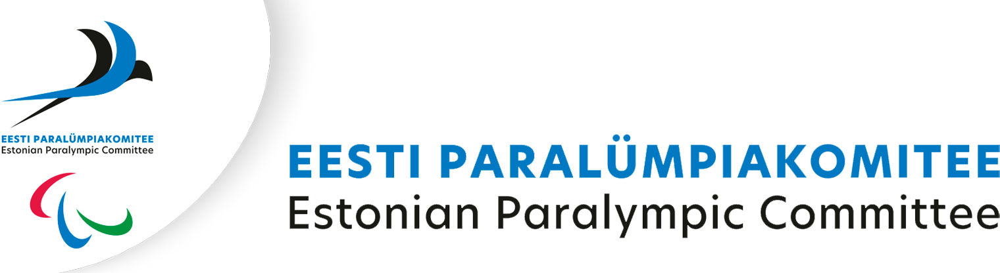 EESTI PARALÜMPIAKOMITEE
Estonian Paralympic Committee
EESTI PARALÜMPIAKOMITEE
Estonian Paralympic Committee